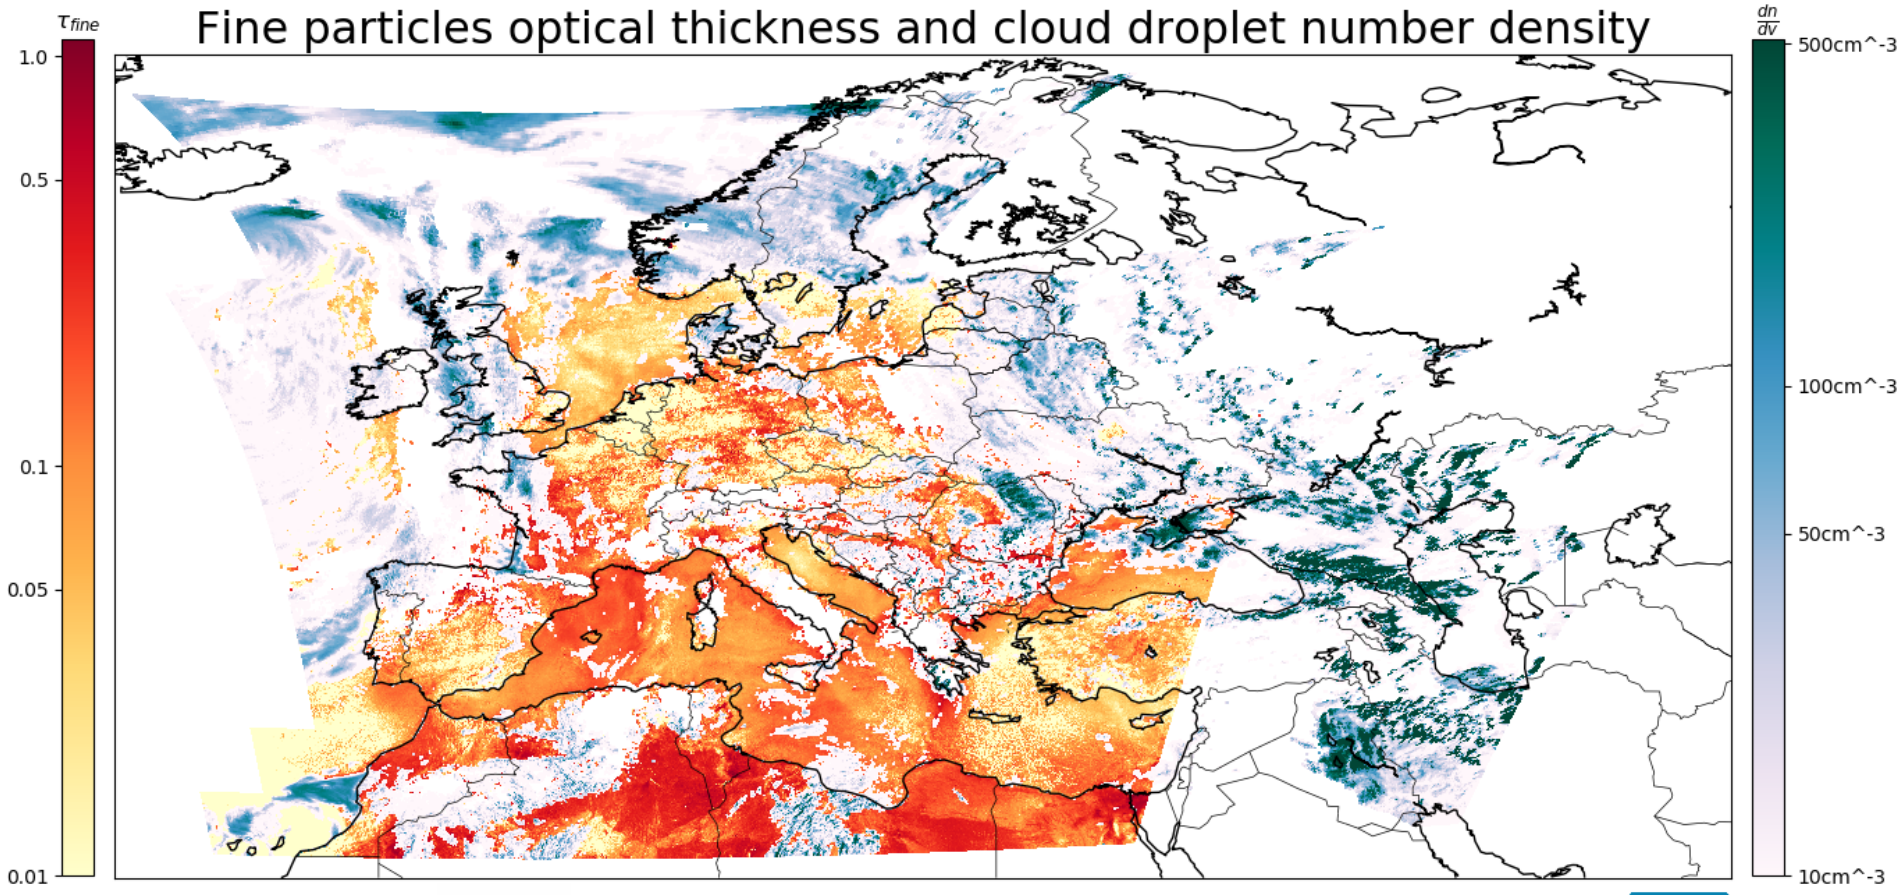 Fine particles optical thickness and cloud droplet number density
τfine
1.0
0.5
0.1
0.05
0.01
dn
dv
500cm^-3
100cm^-3
50cm^-3
10cm^-3